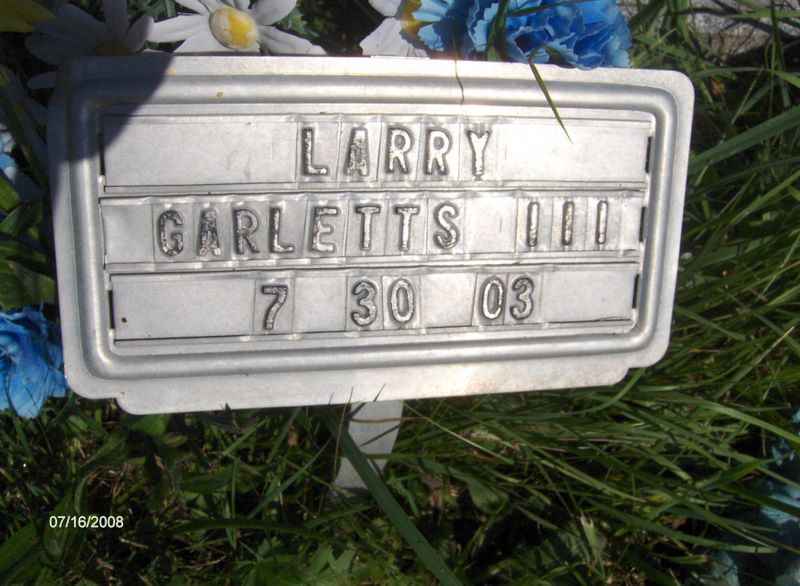 LARRY
GARLETTS III
7 30 03
07/16/2008